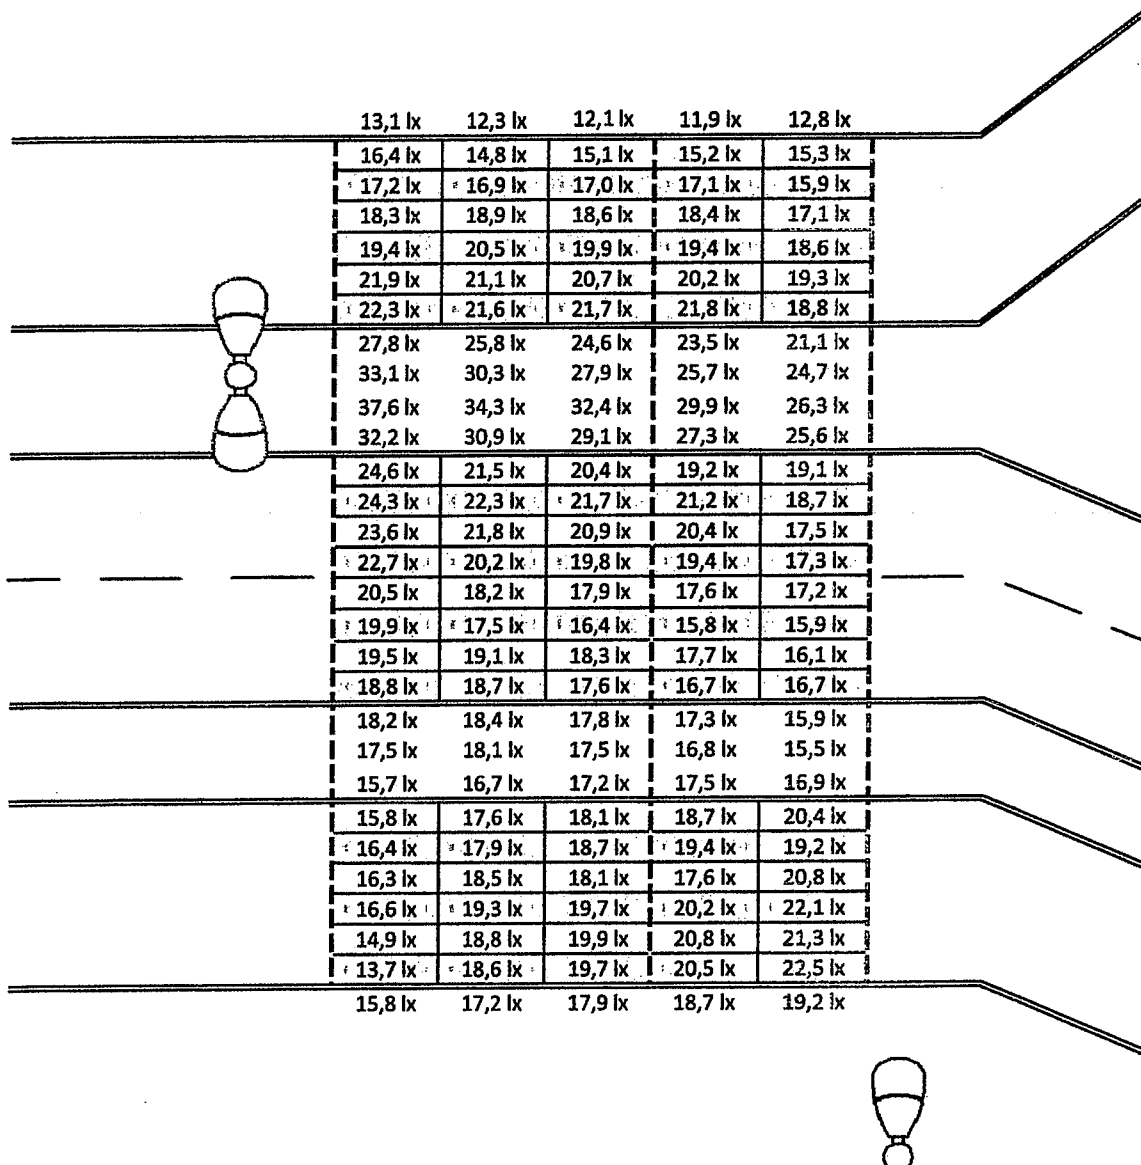 13,1 lx 12,3 lx 12,1 lx 11,9 lx 12,8 lx
16,4 lx 14,8 lx 15,1 lx 15,2 lx 15,3 lx
17,2 lx 16,9 lx 17,0 lx 17,1 lx 15,9 lx
18,3 lx 18,9 lx 18,6 lx 18,4 lx 17,1 lx
19,4 lx 20,5 lx 19,9 lx 19,4 lx 18,6 lx
21,9 lx 21,1 lx 20,7 lx 20,2 lx 19,3 lx
22,3 lx 21,6 lx 21,7 lx 21,8 lx 18,8 lx
27,8 lx 25,8 lx 24,6 lx 23,5 lx 21,1 lx
33,1 lx 30,3 lx 27,9 lx 25,7 lx 24,7 lx
37,6 lx 34,3 lx 32,4 lx 29,9 lx 26,3 lx
32,2 lx 30,9 lx 29,1 lx 27,3 lx 25,6 lx
24,6 lx 21,5 lx 20,4 lx 19,2 lx 19,1 lx
24,3 lx 22,3 lx 21,7 lx 21,2 lx 18,7 lx
23,6 lx 21,8 lx 20,9 lx 20,4 lx 17,5 lx
22,7 lx 20,2 lx 19,8 lx 19,4 lx 17,3 lx
20,5 lx 18,2 lx 17,9 lx 17,6 lx 17,2 lx
19,9 lx 17,5 lx 16,4 lx 15,8 lx 15,9 lx
19,5 lx 19,1 lx 18,3 lx 17,7 lx 16,1 lx
18,8 lx 18,7 lx 17,6 lx 16,7 lx 16,7 lx
18,2 lx 18,4 lx 17,8 lx 17,3 lx 15,9 lx
17,5 lx 18,1 lx 17,5 lx 16,8 lx 15,5 lx
15,7 lx 16,7 lx 17,2 lx 17,5 lx 16,9 lx
15,8 lx 17,6 lx 18,1 lx 18,7 lx 20,4 lx
16,4 lx 17,9 lx 18,7 lx 19,4 lx 19,2 lx
16,3 lx 18,5 lx 18,1 lx 17,6 lx 20,8 lx
16,6 lx 19,3 lx 19,7 lx 20,2 lx 22,1 lx
14,9 lx 18,8 lx 19,9 lx 20,8 lx 21,3 lx
13,7 lx 18,6 lx 19,7 lx 20,5 lx 22,5 lx
15,8 lx 17,2 lx 17,9 lx 18,7 lx 19,2 lx